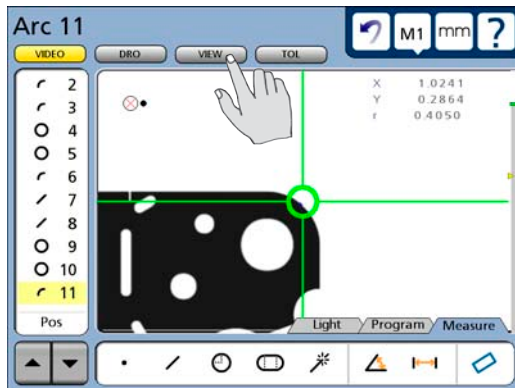 Arc 11
M1 mm ?
VIDEO DRO VIEW TOL
2
3
4
5
6
7
8
9
10
11
Pos
X 1.0241
Y 0.2864
r 0.4050
Light Program Measure